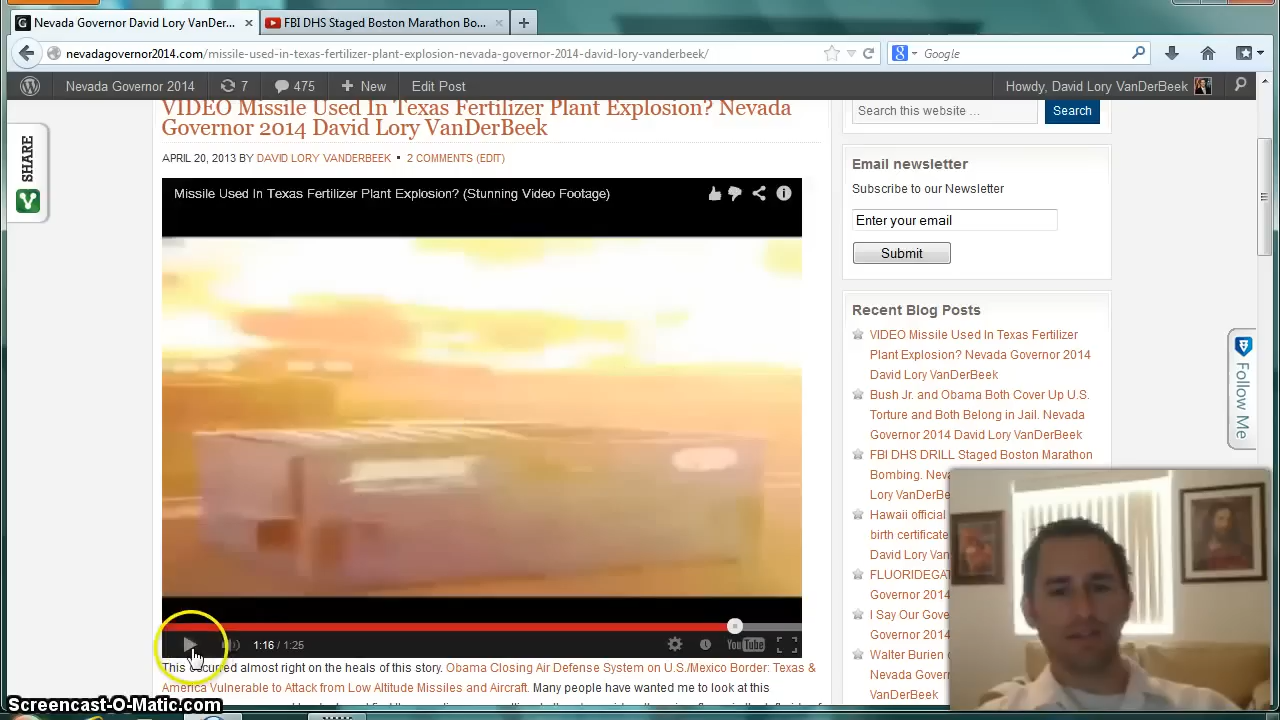 Nevada Governor David Lory VanDer...
FBI DHS Staged Boston Marathon Bo...
nevadagovernor2014.com/missile-used-in-texas-fertilizer-plant-explosion-nevada-governor-2014-david-lory-vanderbeek/
Google
Nevada Governor 2014
7
475
New
Edit Post
Howdy, David Lory VanDerBeek
VIDEO Missile Used In Texas Fertilizer Plant Explosion? Nevada
Governor 2014 David Lory VanDerBeek
APRIL 20, 2013 BY DAVID LORY VANDERBEEK • 2 COMMENTS (EDIT)
SHARE
Missile Used In Texas Fertilizer Plant Explosion? (Stunning Video Footage)
1:16 / 1:25
YouTube
This occurred almost right on the heals of this story. Obama Closing Air Defense System on U.S./Mexico Border: Texas &
America Vulnerable to Attack from Low Altitude Missiles and Aircraft. Many people have wanted me to look at this
Search this website …
Search
Email newsletter
Subscribe to our Newsletter
Enter your email
Submit
Recent Blog Posts
VIDEO Missile Used In Texas Fertilizer
Plant Explosion? Nevada Governor 2014
David Lory VanDerBeek
Bush Jr. and Obama Both Cover Up U.S.
Torture and Both Belong in Jail. Nevada
Governor 2014 David Lory VanDerBeek
FBI DHS DRILL Staged Boston Marathon
Bombing. Neva
Lory VanDerBe
Hawaii official
birth certificate
David Lory Van
FLUORIDEGAT
Governor 2014
I Say Our Gove
Governor 2014
Walter Burien
Nevada Govern
VanDerBeek
Follow Me
Screencast-O-Matic.com